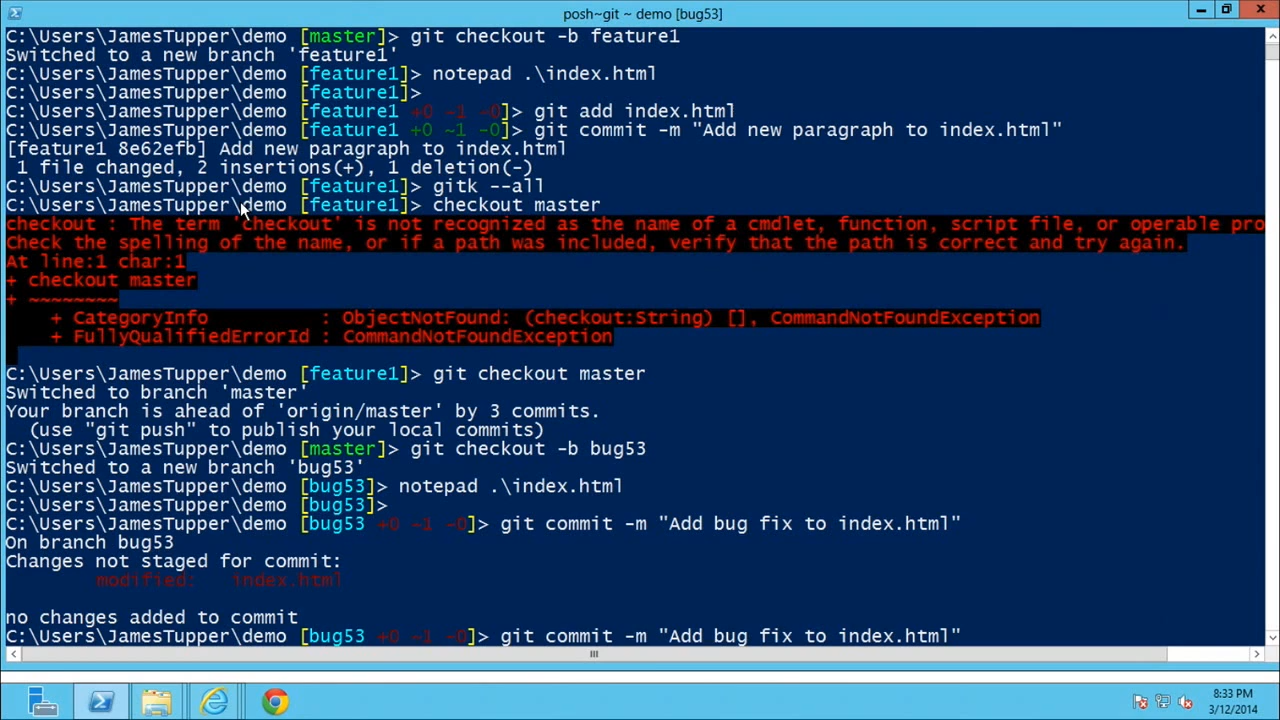 posh~git ~ demo [bug53]
C:\Users\JamesTupper\demo [master]> git checkout -b feature1
Switched to a new branch 'feature1'
C:\Users\JamesTupper\demo [feature1]> notepad .\index.html
C:\Users\JamesTupper\demo [feature1]>
C:\Users\JamesTupper\demo [feature1 +0 ~1 -0]> git add index.html
C:\Users\JamesTupper\demo [feature1 +0 ~1 -0]> git commit -m "Add new paragraph to index.html"
[feature1 8e62efb] Add new paragraph to index.html
 1 file changed, 2 insertions(+), 1 deletion(-)
C:\Users\JamesTupper\demo [feature1]> gitk --all
C:\Users\JamesTupper\demo [feature1]> checkout master
checkout : The term 'checkout' is not recognized as the name of a cmdlet, function, script file, or operable pro
Check the spelling of the name, or if a path was included, verify that the path is correct and try again.
At line:1 char:1
+ checkout master
+ ~~~~~~~~
    + CategoryInfo          : ObjectNotFound: (checkout:String) [], CommandNotFoundException
    + FullyQualifiedErrorId : CommandNotFoundException
C:\Users\JamesTupper\demo [feature1]> git checkout master
Switched to branch 'master'
Your branch is ahead of 'origin/master' by 3 commits.
  (use "git push" to publish your local commits)
C:\Users\JamesTupper\demo [master]> git checkout -b bug53
Switched to a new branch 'bug53'
C:\Users\JamesTupper\demo [bug53]> notepad .\index.html
C:\Users\JamesTupper\demo [bug53]>
C:\Users\JamesTupper\demo [bug53 +0 ~1 -0]> git commit -m "Add bug fix to index.html"
On branch bug53
Changes not staged for commit:
        modified:   index.html
no changes added to commit
C:\Users\JamesTupper\demo [bug53 +0 ~1 -0]> git commit -m "Add bug fix to index.html"
8:33 PM
3/12/2014